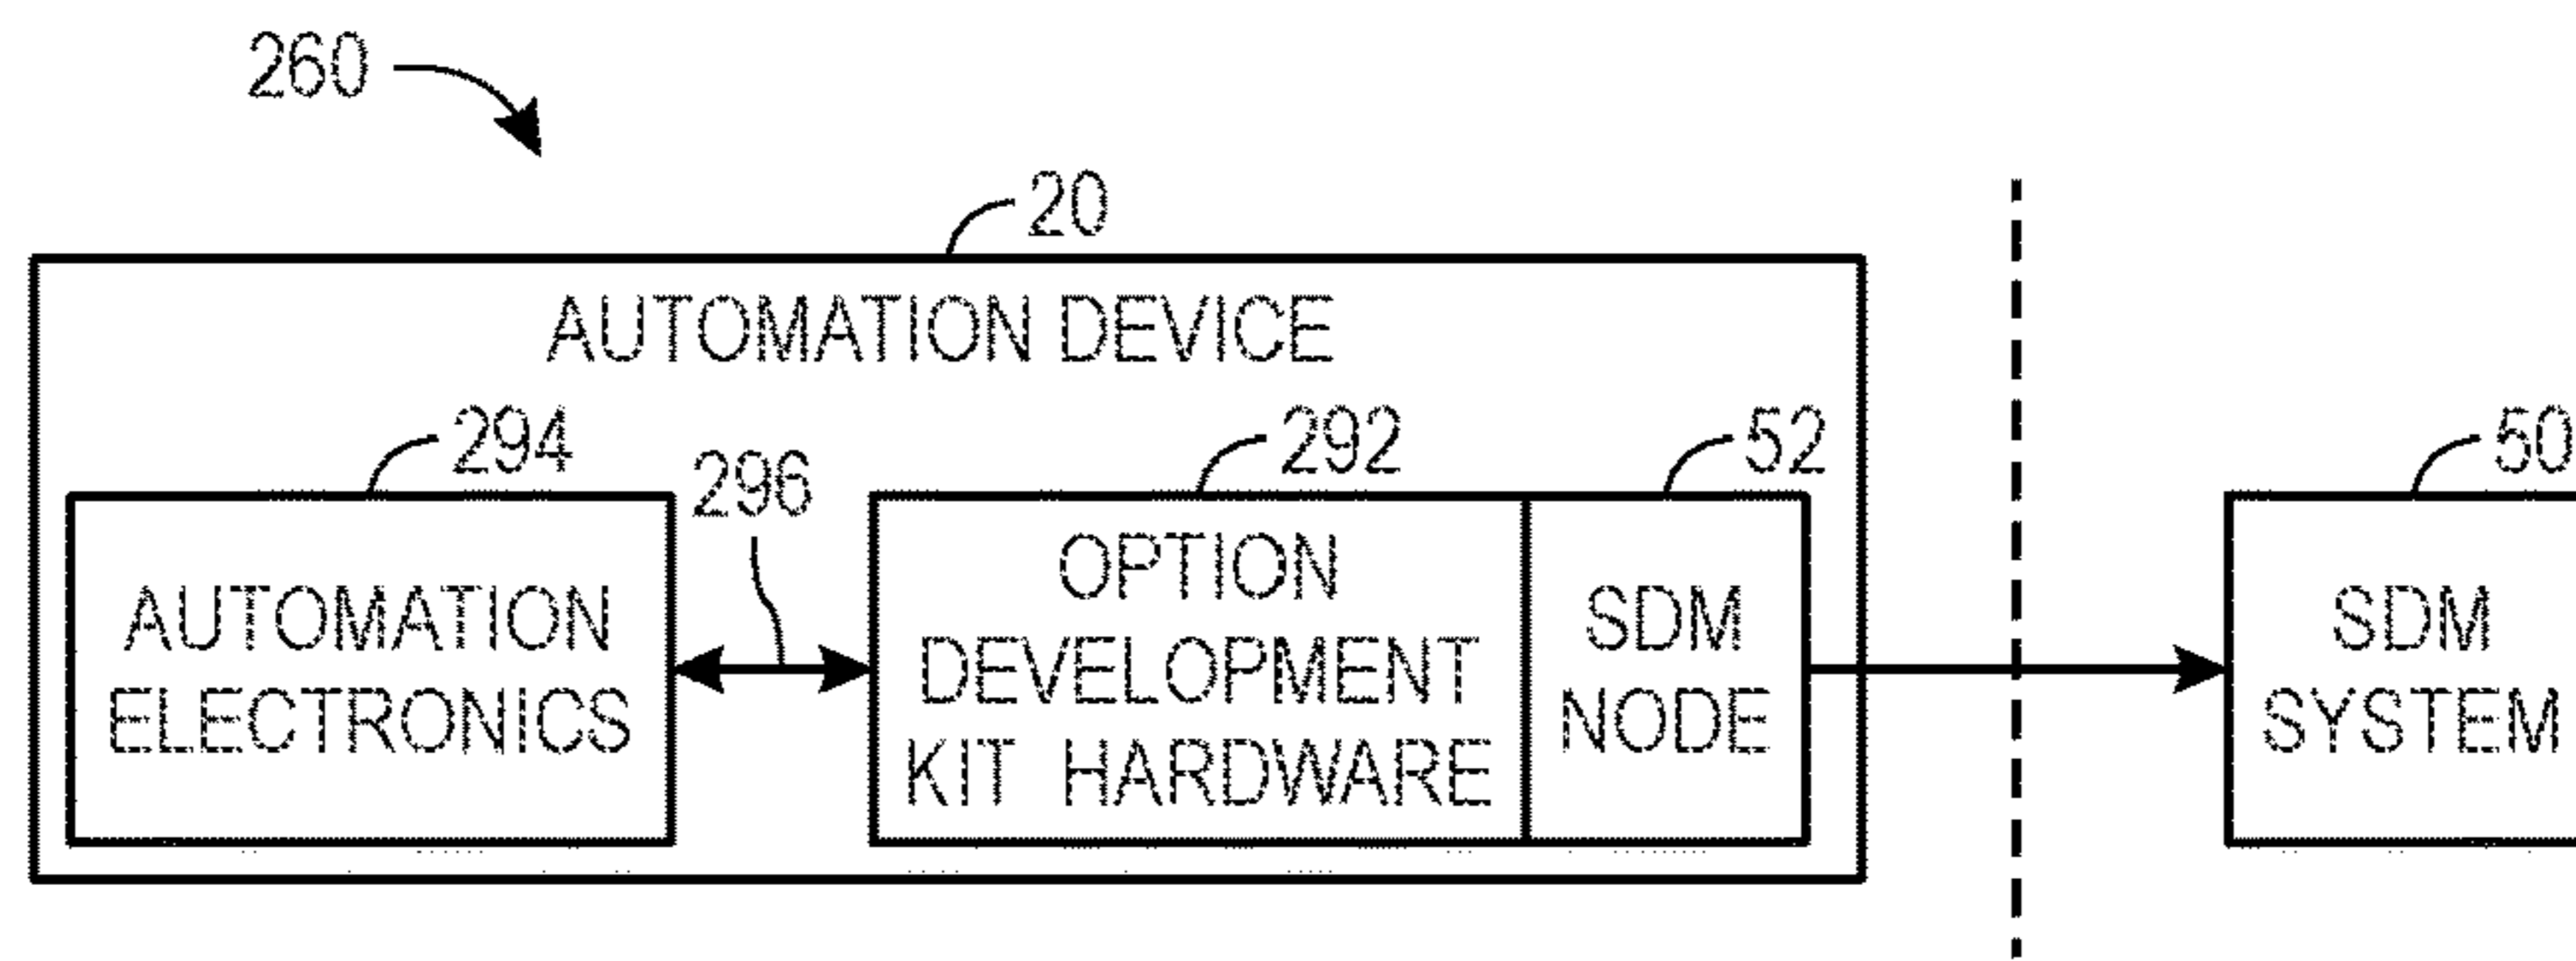 260
20
AUTOMATION DEVICE
294
296
292
52
50
AUTOMATION
ELECTRONICS
OPTION
DEVELOPMENT
KIT HARDWARE
SDM
NODE
SDM
SYSTEM